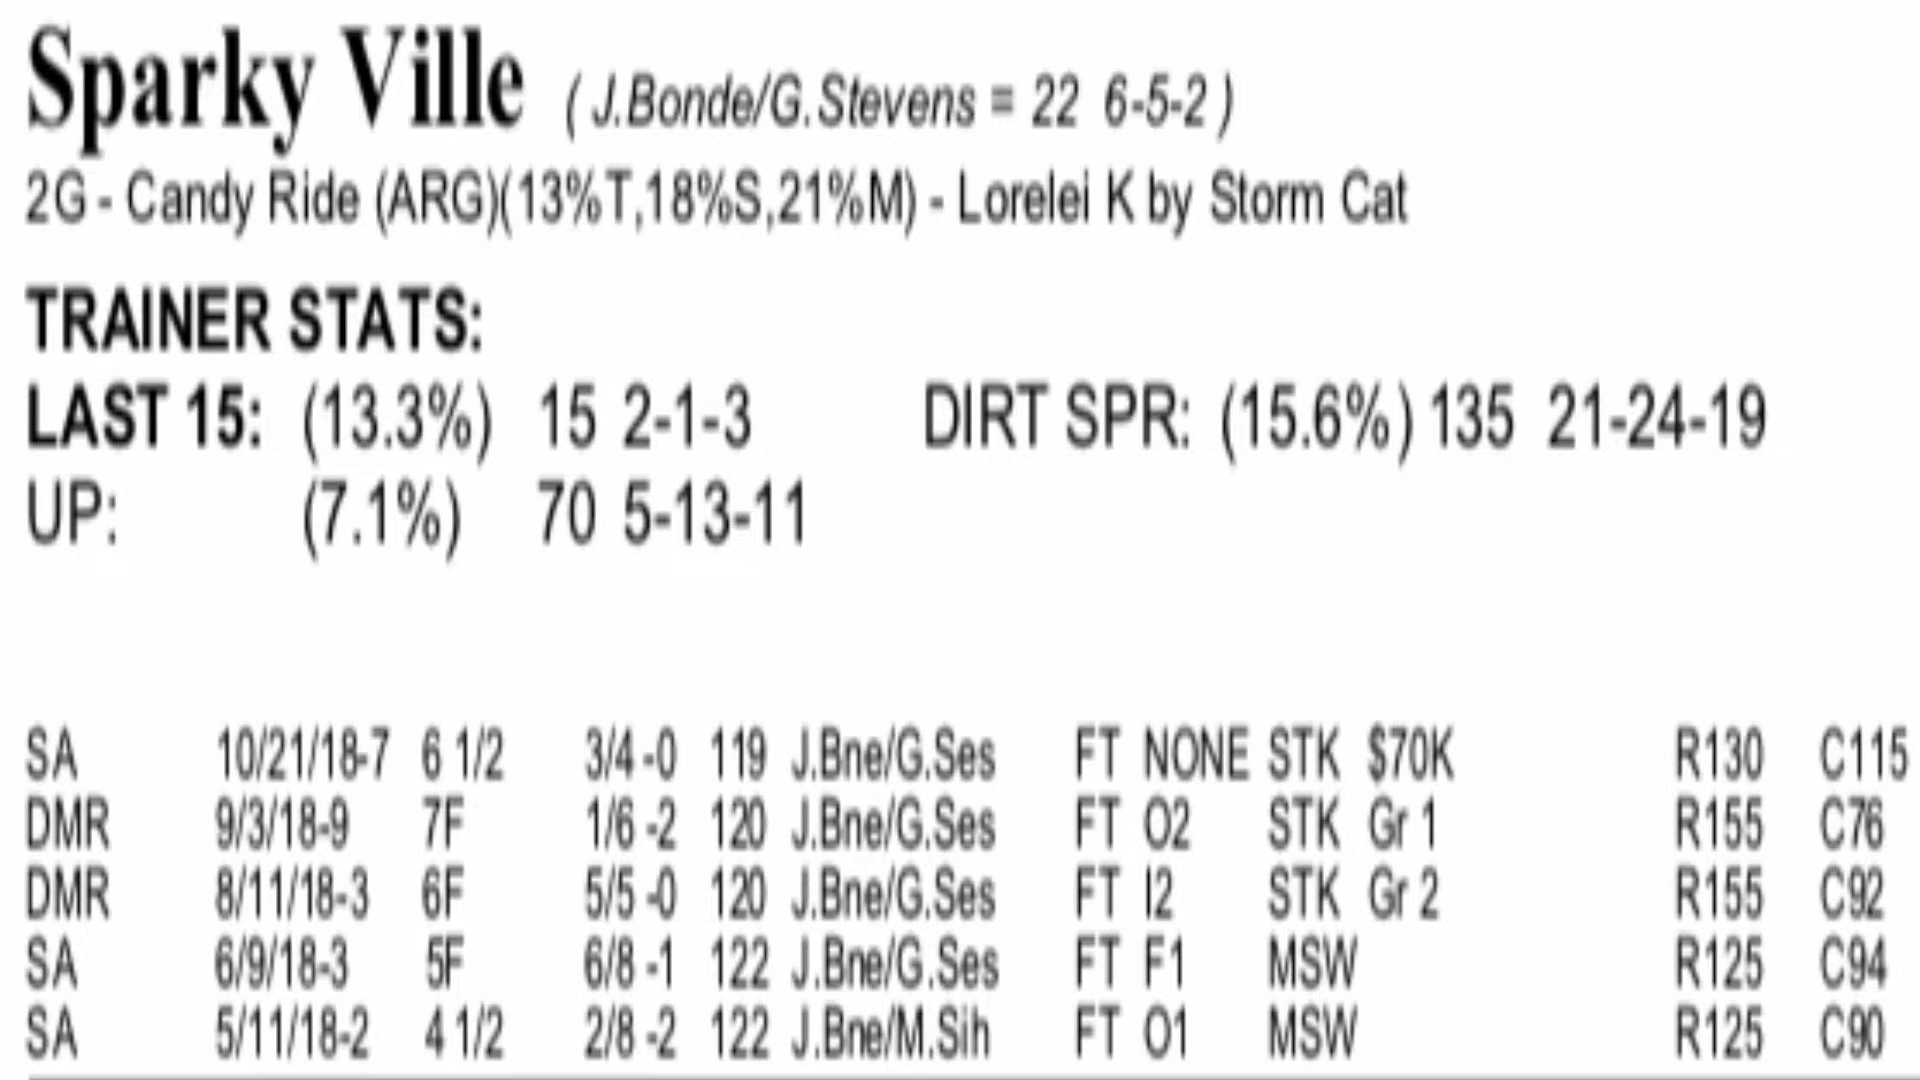 Sparky Ville ( J.Bonde/G.Stevens = 22 6-5-2 )
2G - Candy Ride (ARG)(13%T,18%S,21%M) - Lorelei K by Storm Cat
TRAINER STATS:
LAST 15: (13.3%) 15 2-1-3 DIRT SPR: (15.6%) 135 21-24-19
UP: (7.1%) 70 5-13-11
SA 10/21/18-7 6 1/2 3/4 -0 119 J.Bne/G.Ses FT NONE STK $70K R130 C115
DMR 9/3/18-9 7F 1/6 -2 120 J.Bne/G.Ses FT O2 STK Gr 1 R155 C76
DMR 8/11/18-3 6F 5/5 -0 120 J.Bne/G.Ses FT I2 STK Gr 2 R155 C92
SA 6/9/18-3 5F 6/8 -1 122 J.Bne/G.Ses FT F1 MSW R125 C94
SA 5/11/18-2 4 1/2 2/8 -2 122 J.Bne/M.Sih FT O1 MSW R125 C90